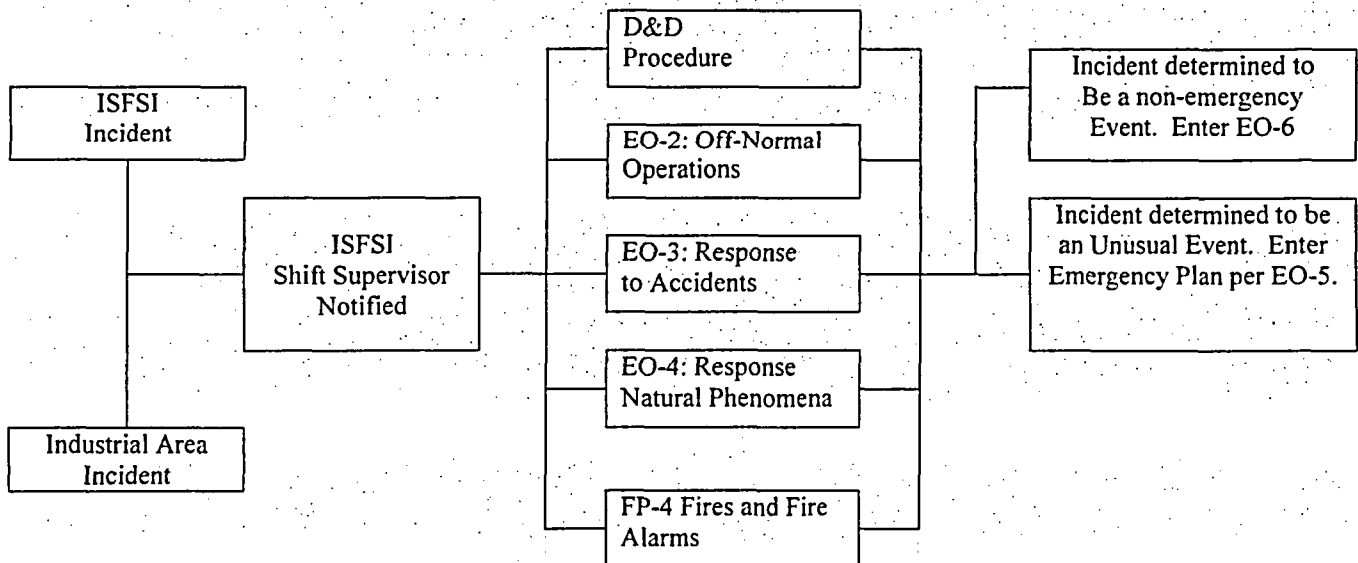 ISFSI
Incident
Industrial Area
Incident
ISFSI
Shift Supervisor
Notified
D&D
Procedure
EO-2: Off-Normal
Operations
EO-3: Response
to Accidents
EO-4: Response
Natural Phenomena
FP-4 Fires and Fire
Alarms
Incident determined to
Be a non-emergency
Event. Enter EO-6
Incident determined to be
an Unusual Event. Enter
Emergency Plan per EO-5.